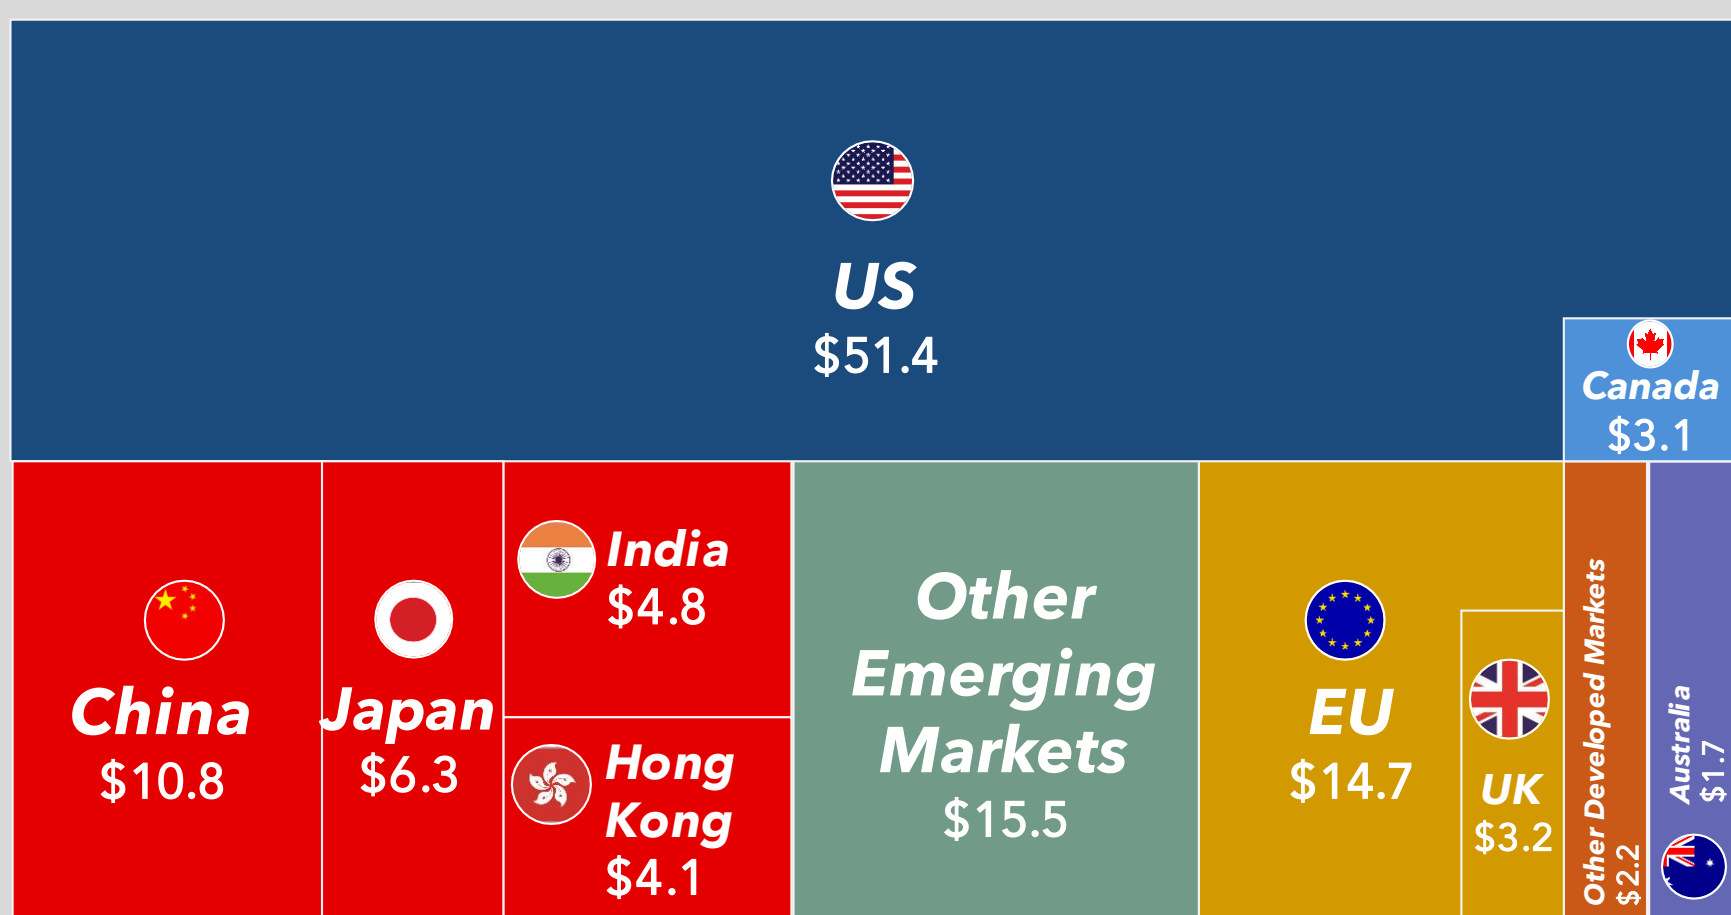 US
$51.4
Canada
$3.1
China
$10.8
Japan
$6.3
India
$4.8
Hong
Kong
$4.1
Other
Emerging
Markets
$15.5
EU
$14.7
UK
$3.2
Other Developed Markets
$2.2
Australia
$1.7